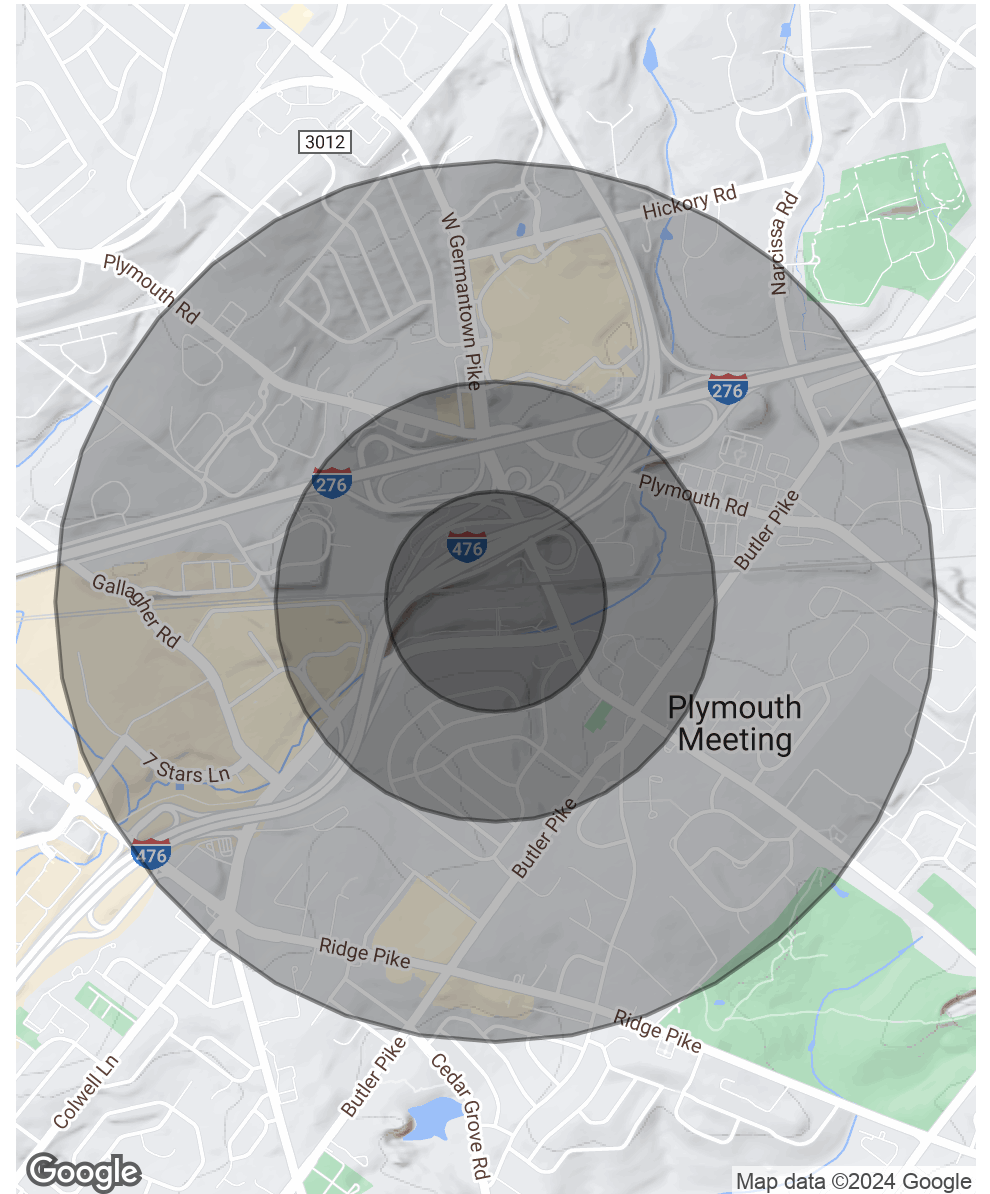 3012
Hickory Rd
Narcissa Rd
W Germantown Pike
Plymouth Rd
276
276
Plymouth Rd
Butler Pike
476
Gallagher Rd
Plymouth
Meeting
7 Stars Ln
Butler Pike
476
Ridge Pike
Ridge Pike
Butler Pike
Cedar Grove Rd
Colwell Ln
Google
Map data ©2024 Google